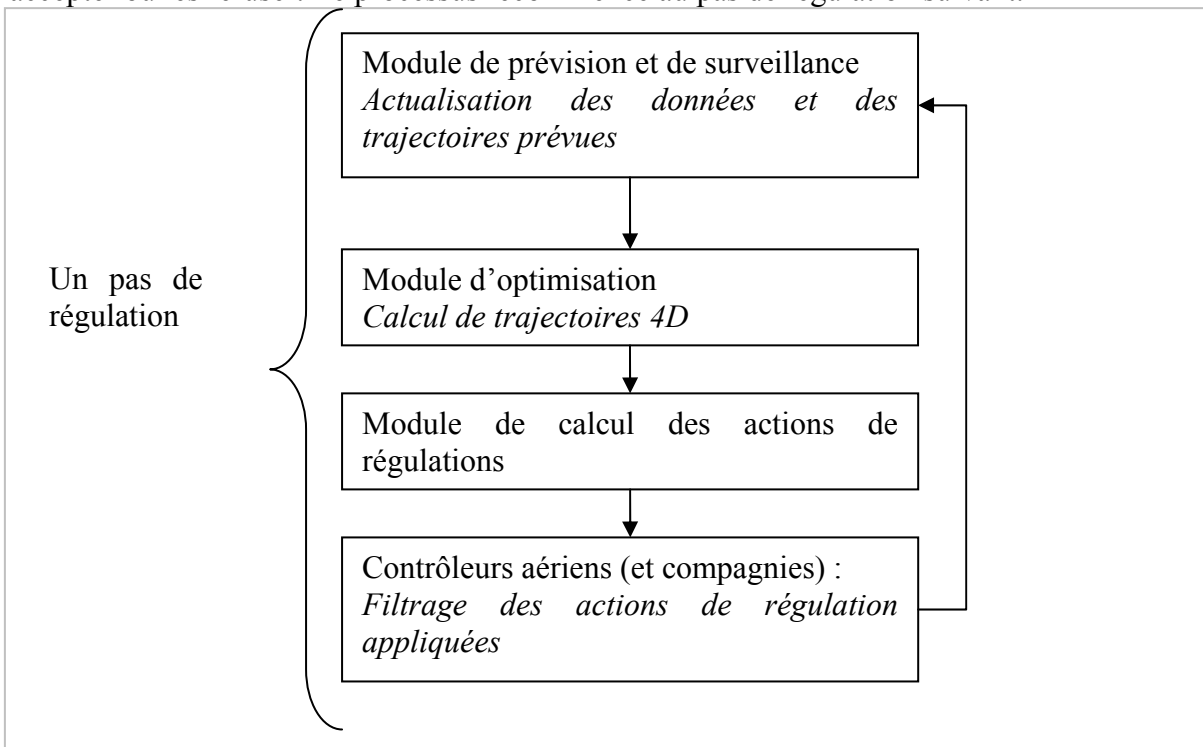 Module de prévision et de surveillance
Actualisation des données et des
trajectoires prévues
Un pas de
régulation
Module d'optimisation
Calcul de trajectoires 4D
Module de calcul des actions de
régulations
Contrôleurs aériens (et compagnies) :
Filtrage des actions de régulation
appliquées